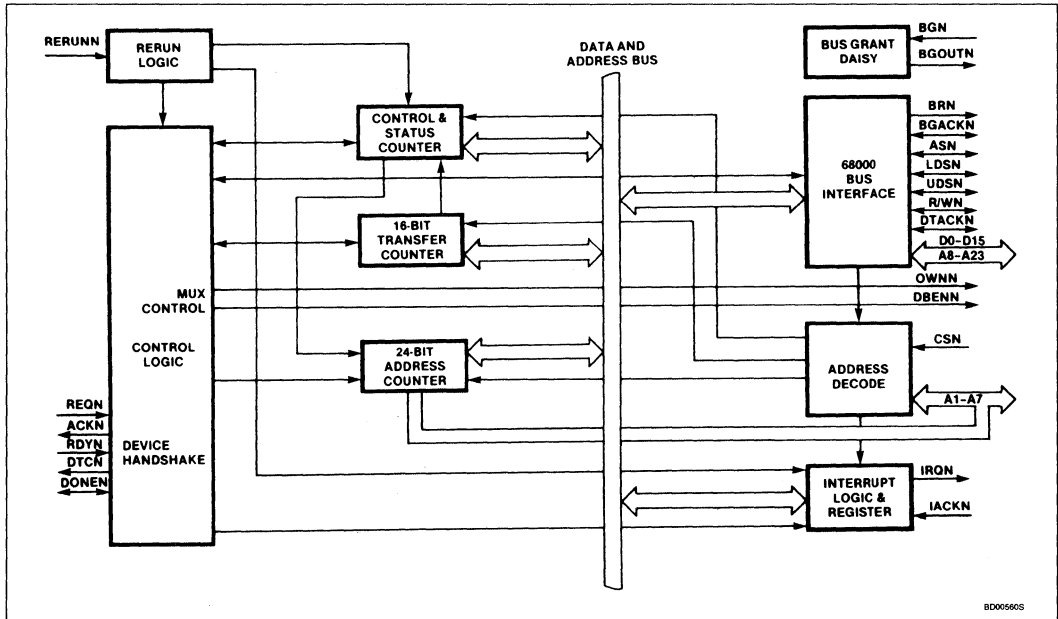 RERUNN
RERUN
LOGIC
DATA AND
ADDRESS BUS
BUS GRANT
DAISY
BGN
BGOUTN
CONTROL &
STATUS
COUNTER
68000
BUS
INTERFACE
BRN
BGACKN
ASN
LDSN
UDSN
R/WN
DTACKN
D0–D15
A8–A23
16-BIT
TRANSFER
COUNTER
MUX
CONTROL
OWNN
DBENN
CONTROL
LOGIC
24-BIT
ADDRESS
COUNTER
ADDRESS
DECODE
CSN
A1–A7
REQN
ACKN
RDYN
DTCN
DONEN
DEVICE
HANDSHAKE
INTERRUPT
LOGIC &
REGISTER
IRQN
IACKN
BD00560S